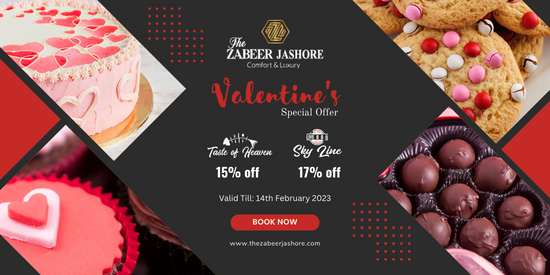 The
ZABEER JASHORE
Comfort & Luxury
Valentine's
Special Offer
Taste of Heaven
15% off
Sky Line
17% off
Valid Till: 14th February 2023
BOOK NOW
www.thezabeerjashore.com